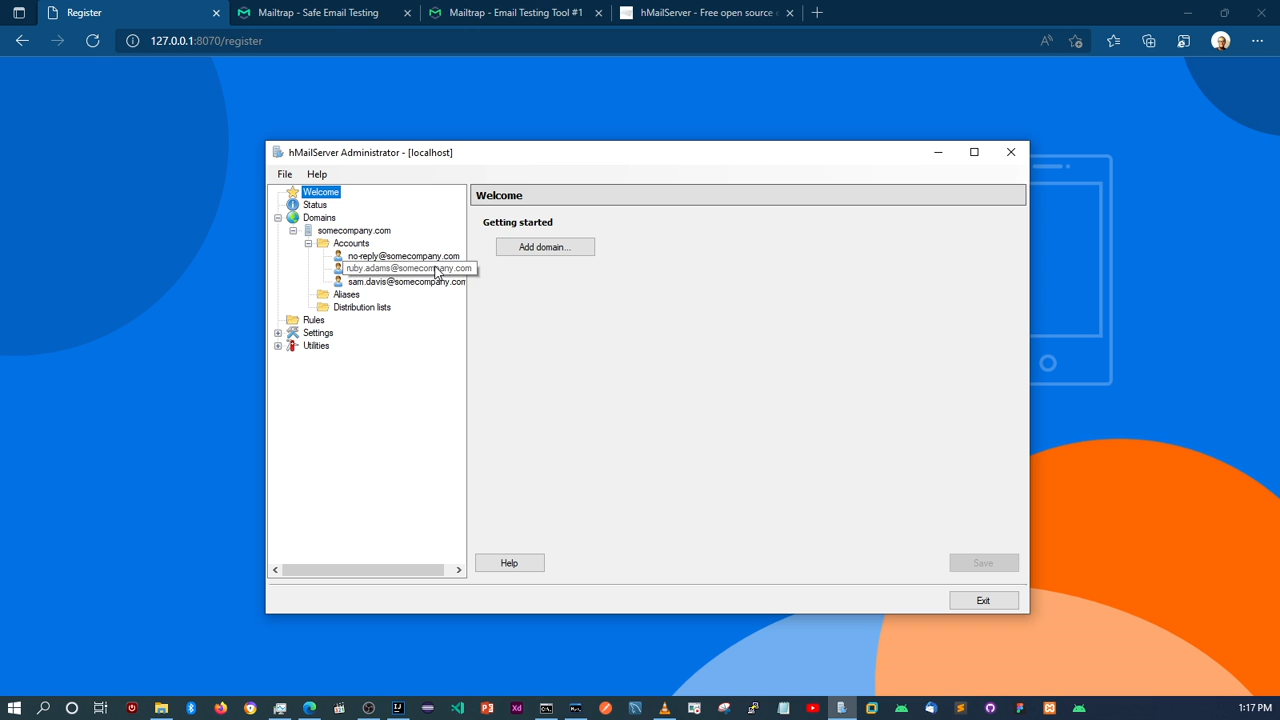 Register
Mailtrap - Safe Email Testing
Mailtrap - Email Testing Tool #1
hMailServer - Free open source
127.0.0.1:8070/register
hMailServer Administrator - [localhost]
File Help
Welcome
Status
Domains
somecompany.com
Accounts
no-reply@somecompany.com
ruby.adams@somecompany.com
sam.davis@somecompany.com
Aliases
Distribution lists
Rules
Settings
Utilities
Welcome
Getting started
Add domain...
Help
Save
Exit
1:17 PM